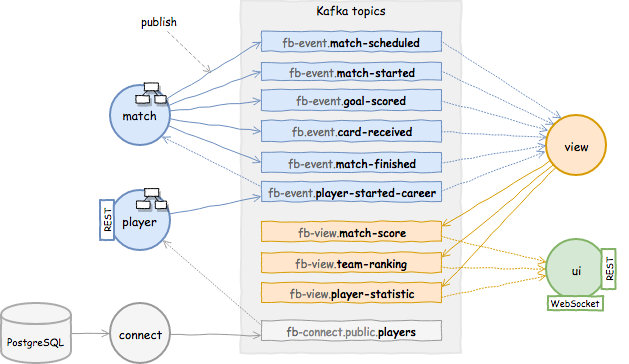 Kafka topics
publish
fb-event.match-scheduled
fb-event.match-started
fb-event.goal-scored
fb.event.card-received
fb-event.match-finished
fb-event.player-started-career
match
view
REST
player
fb-view.match-score
fb-view.team-ranking
fb-view.player-statistic
ui
REST
WebSocket
PostgreSQL
connect
fb-connect.public.players